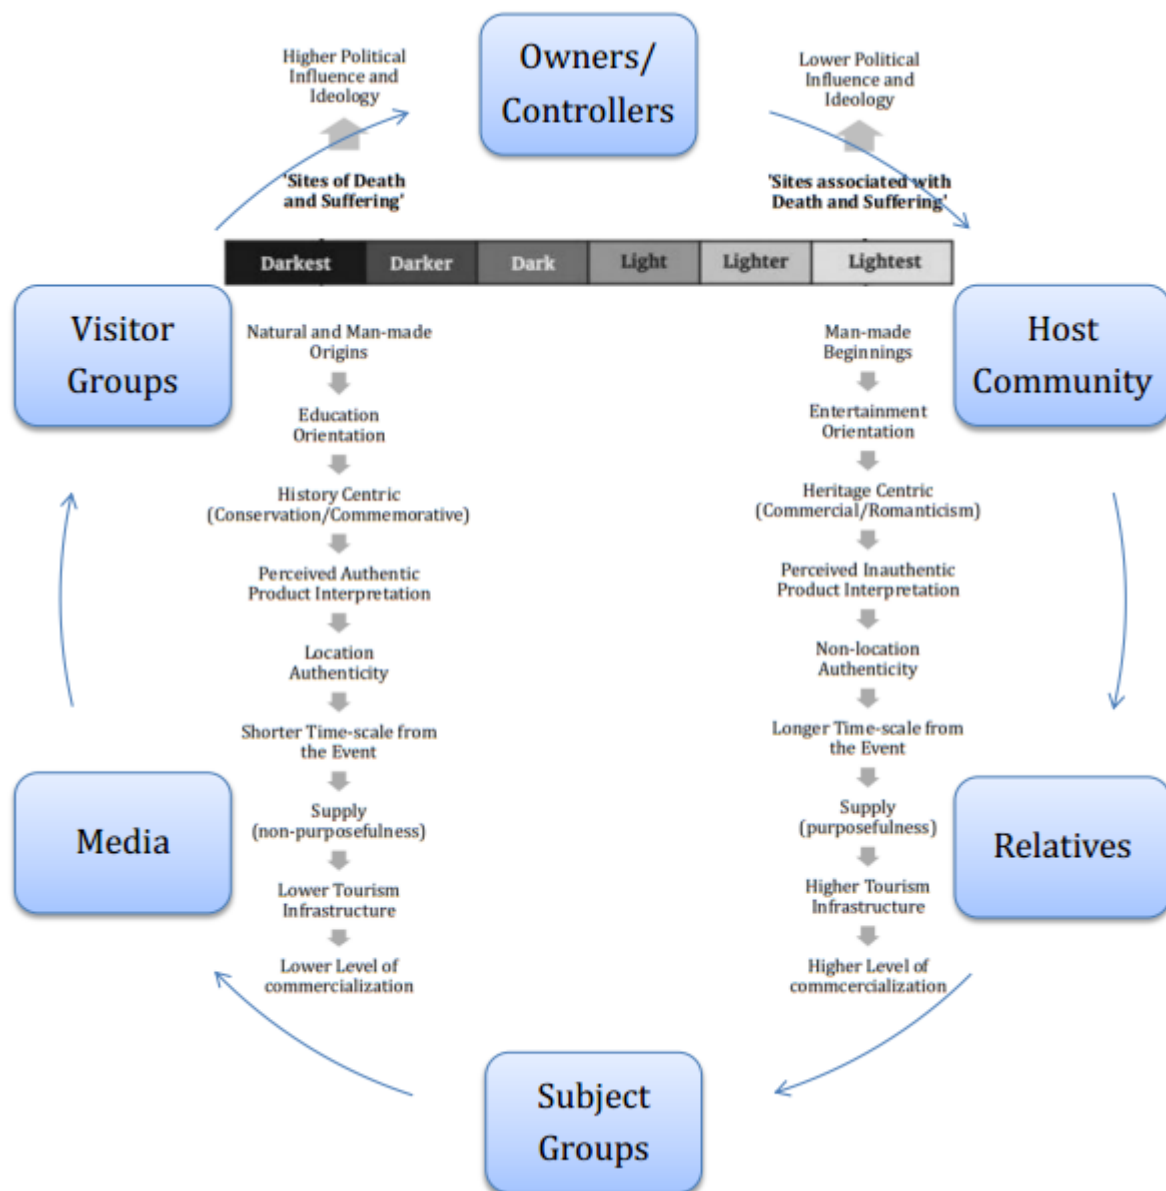 Owners/
Controllers
Higher Political
Influence and
Ideology
Lower Political
Influence and
Ideology
'Sites of Death
and Suffering'
'Sites associated with
Death and Suffering'
Darkest
Darker
Dark
Light
Lighter
Lightest
Visitor
Groups
Host
Community
Natural and Man-made
Origins
Education
Orientation
History Centric
(Conservation/Commemorative)
Perceived Authentic
Product Interpretation
Location
Authenticity
Shorter Time-scale from
the Event
Supply
(non-purposefulness)
Lower Tourism
Infrastructure
Lower Level of
commercialization
Man-made
Beginnings
Entertainment
Orientation
Heritage Centric
(Commercial/Romanticism)
Perceived Inauthentic
Product Interpretation
Non-location
Authenticity
Longer Time-scale from
the Event
Supply
(purposefulness)
Higher Tourism
Infrastructure
Higher Level of
commcercialization
Media
Relatives
Subject
Groups